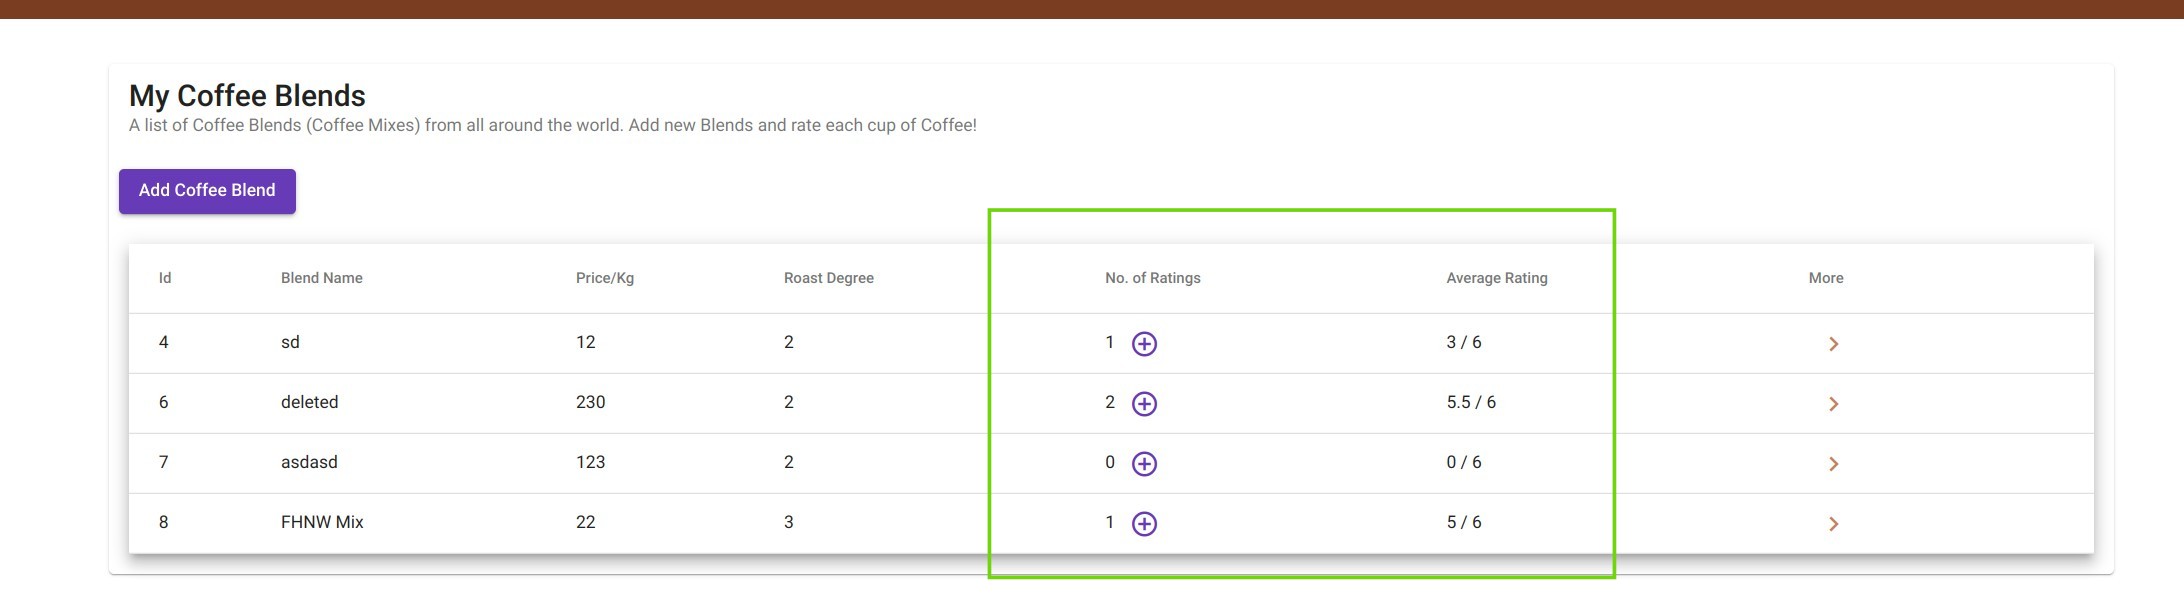 My Coffee Blends
A list of Coffee Blends (Coffee Mixes) from all around the world. Add new Blends and rate each cup of Coffee!
Add Coffee Blend
Id Blend Name Price/Kg Roast Degree No. of Ratings Average Rating More
4 sd 12 2 1 3 / 6
6 deleted 230 2 2 5.5 / 6
7 asdasd 123 2 0 0 / 6
8 FHNW Mix 22 3 1 5 / 6